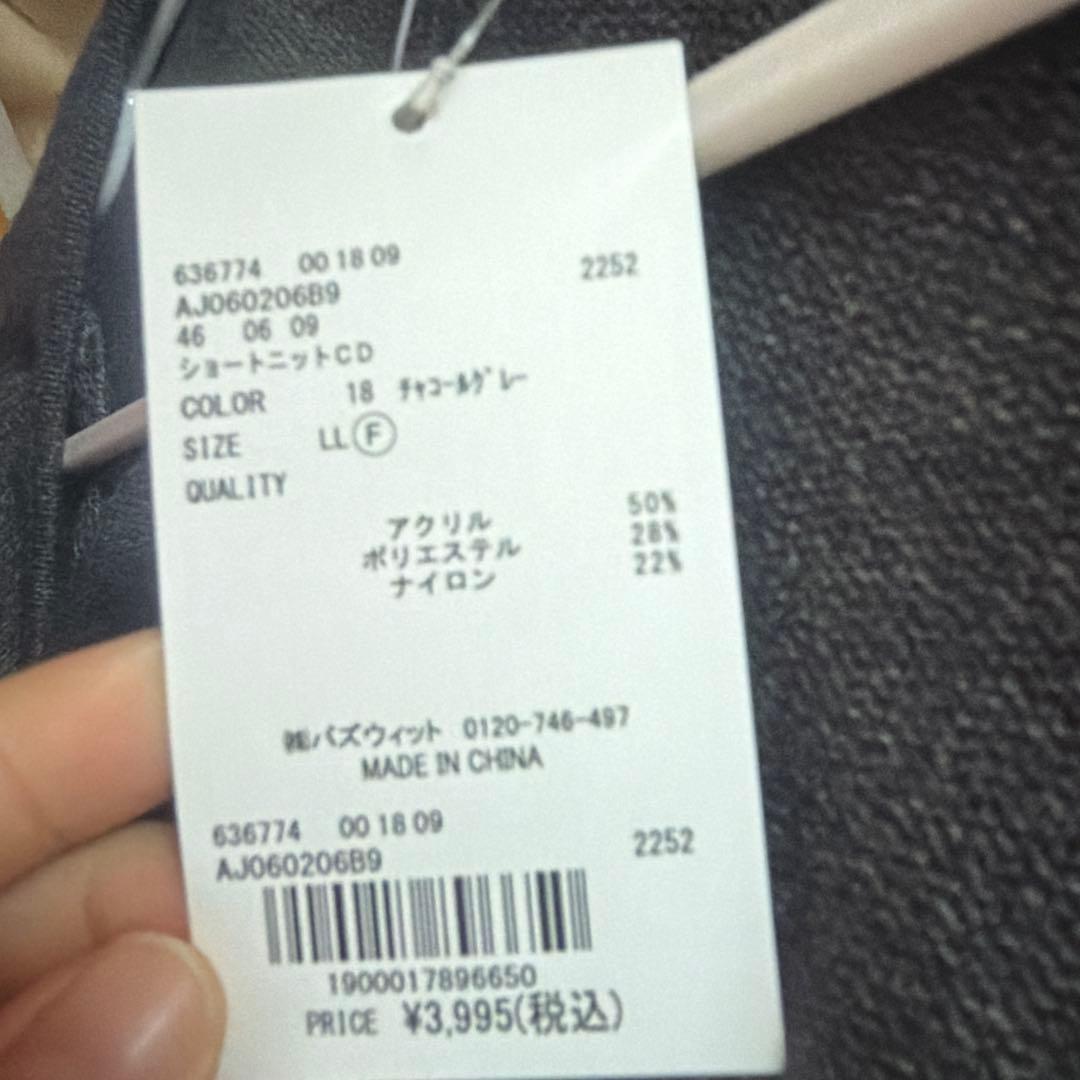 636774 00 18 09 2252
AJ060206B9
46 06 09
ショートニットCD
COLOR 18 ﾁｬｺｰﾙｸﾞﾚｰ
SIZE LL Ⓕ
QUALITY
アクリル 50%
ポリエステル 28%
ナイロン 22%
㈱バズウィット 0120-746-497
MADE IN CHINA
636774 00 18 09 2252
AJ060206B9
1900017896650
PRICE ¥3,995(税込)